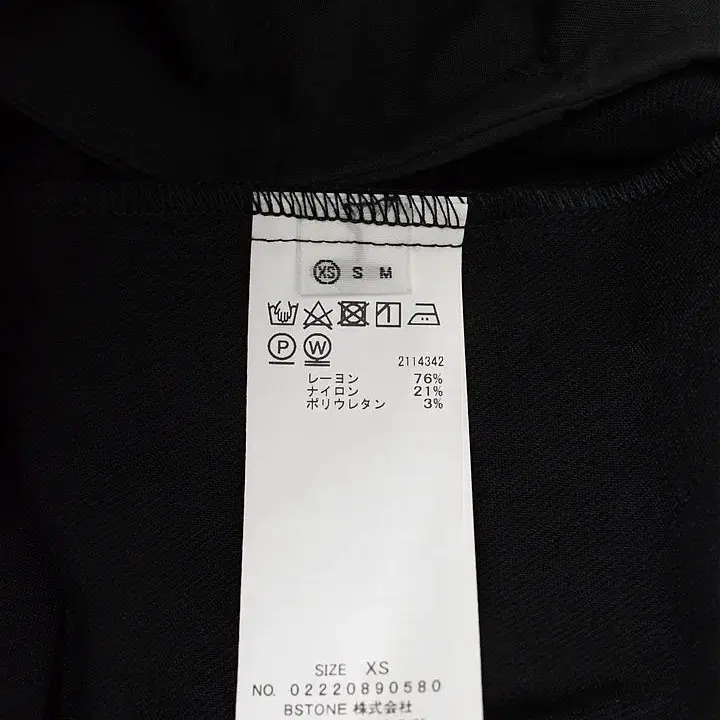 XS S M
P W
2114342
レーヨン 76%
ナイロン 21%
ポリウレタン 3%
SIZE XS
NO. 02220890580
BSTONE 株式会社